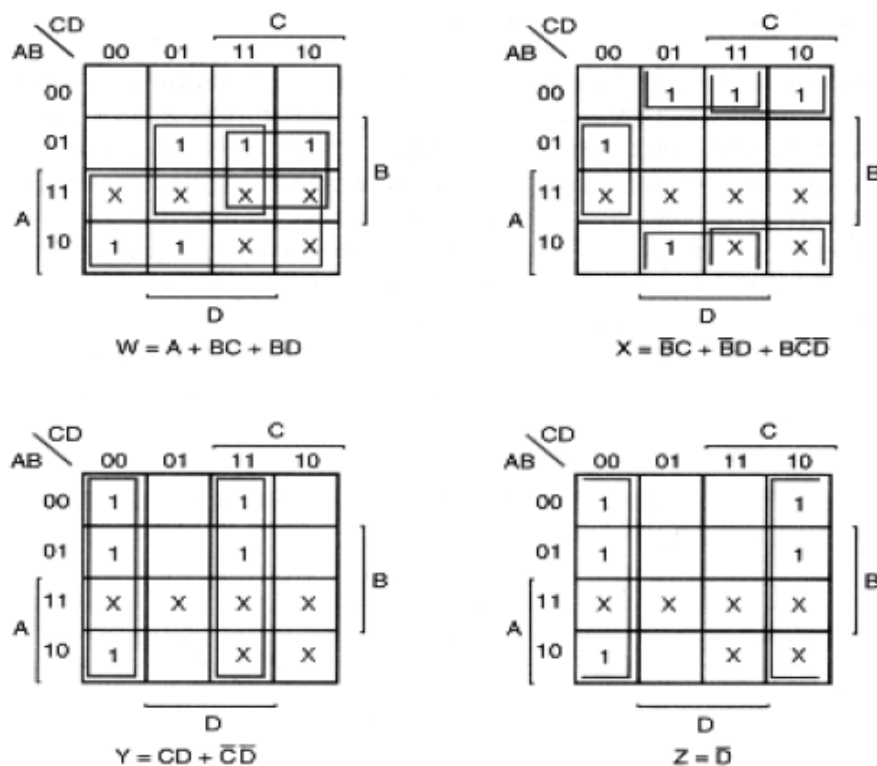 CD C CD C
AB 00 01 11 10 AB 00 01 11 10
00 00 1 1 1
01 1 1 1 B 01 1 B
A 11 X X X X A 11 X X X X
10 1 1 X X 10 1 X X
D D
W = A + BC + BD X = B̅C + B̅D + BC̅D̅
CD C CD C
AB 00 01 11 10 AB 00 01 11 10
00 1 1 00 1 1
01 1 1 B 01 1 1 B
A 11 X X X X A 11 X X X X
10 1 X X 10 1 X X
D D
Y = CD + C̅D̅ Z = D̅